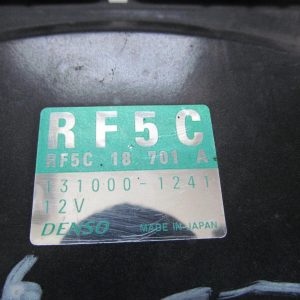 RF5C
RF5C 18 701 A
131000-1241
12V
DENSO MADE IN JAPAN